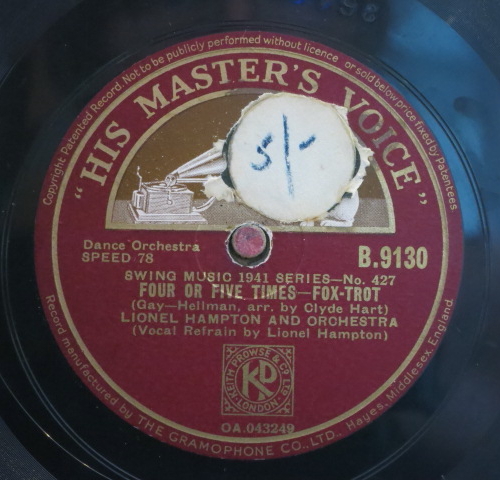 Copyright Patented Record. Not to be publicly performed without licence or sold below price fixed by Patentees.
"HIS MASTER'S VOICE"
5/-
Dance Orchestra
SPEED 78
B.9130
SWING MUSIC 1941 SERIES—No. 427
FOUR OR FIVE TIMES—FOX-TROT
(Gay—Hellman, arr. by Clyde Hart)
LIONEL HAMPTON AND ORCHESTRA
(Vocal Refrain by Lionel Hampton)
KEITH PROWSE & CO. LTD.
KP
LONDON
OA.043249
Record manufactured by THE GRAMOPHONE CO., LTD., Hayes, Middlesex, England.